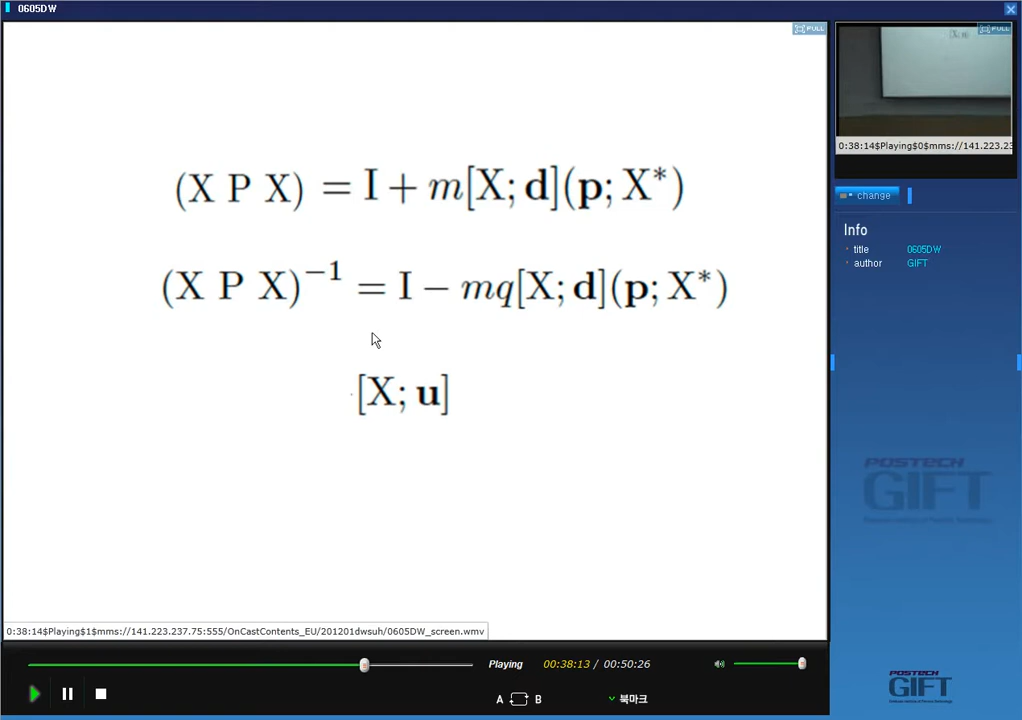 0605DW
FULL
FULL
(X P X) = I + m[X; d](p; X*)
(X P X)⁻¹ = I − mq[X; d](p; X*)
[X; u]
0:38:14$Playing$0$mms://141.223.23
change
Info
title 0605DW
author GIFT
POSTECH
GIFT
0:38:14$Playing$1$mms://141.223.237.75:555/OnCastContents_EU/201201dwsuh/0605DW_screen.wmv
Playing 00:38:13 / 00:50:26
A B 북마크
POSTECH
GIFT